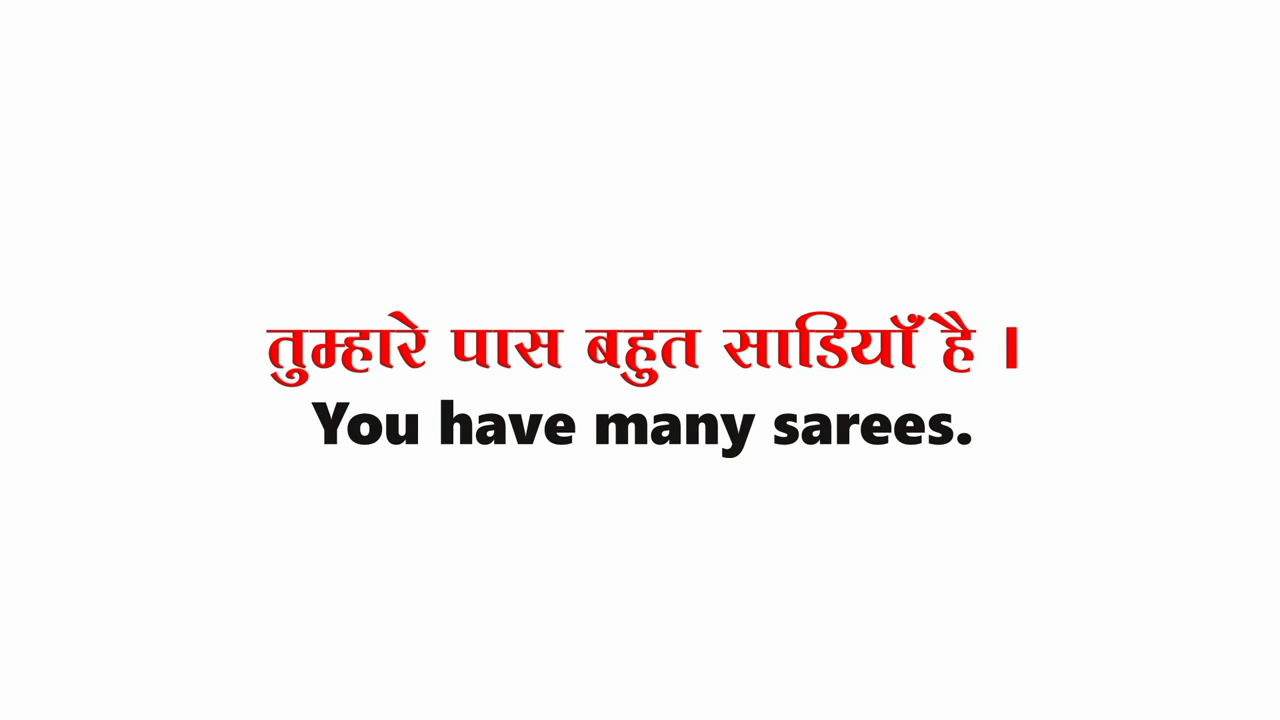 तुम्हारे पास बहुत साडियाँ है ।
You have many sarees.